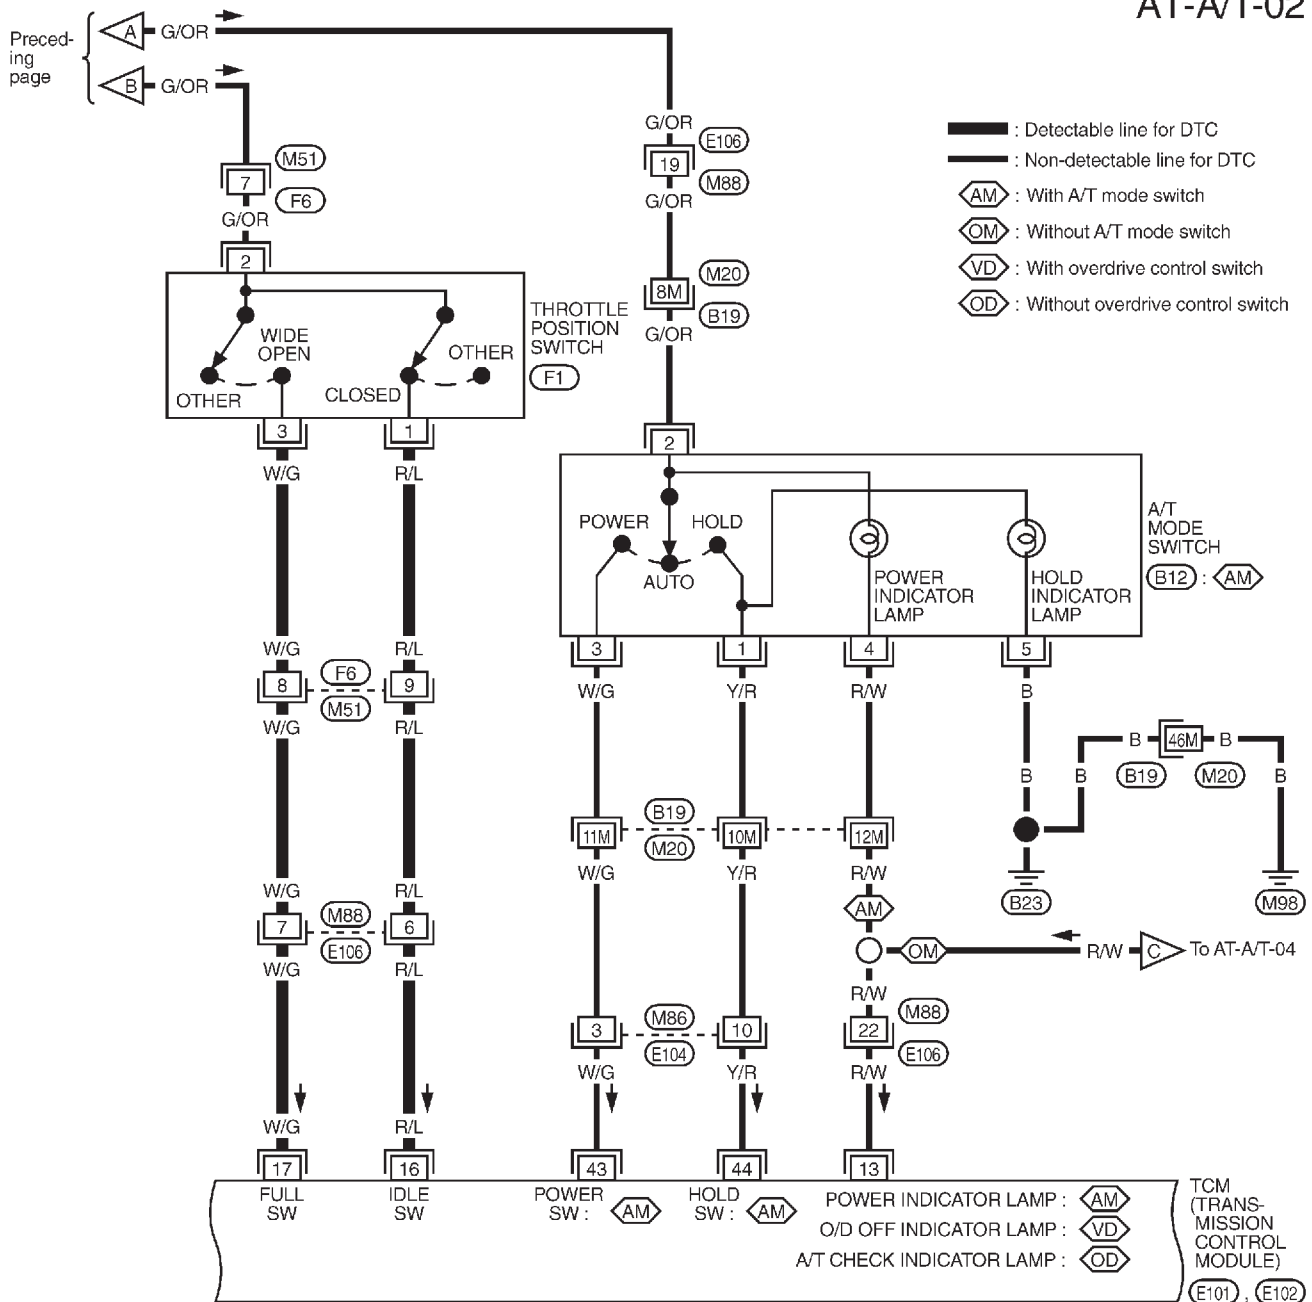 AT-A/T-02
Preced-
ing
page
A G/OR
B G/OR
G/OR
E106
19
M88
G/OR
M51
7
F6
G/OR
2
: Detectable line for DTC
: Non-detectable line for DTC
AM : With A/T mode switch
OM : Without A/T mode switch
VD : With overdrive control switch
OD : Without overdrive control switch
M20
8M
B19
G/OR
WIDE
OPEN
OTHER
OTHER
CLOSED
THROTTLE
POSITION
SWITCH
F1
3 1
W/G R/L
2
POWER HOLD
AUTO
POWER
INDICATOR
LAMP
HOLD
INDICATOR
LAMP
A/T
MODE
SWITCH
B12 : AM
3 1 4 5
W/G R/L
W/G Y/R R/W B
8 F6 9
M51
W/G R/L
B 46M B
B19 M20
B B B
11M B19 10M 12M
M20
W/G Y/R R/W
B23
M98
W/G R/L
7 M88 6
E106
W/G R/L
AM
OM R/W C To AT-A/T-04
R/W
3 M86 10 22 M88
E104 E106
W/G Y/R R/W
W/G R/L
17 16 43 44 13
FULL
SW
IDLE
SW
POWER
SW : AM
HOLD
SW : AM
POWER INDICATOR LAMP : AM
O/D OFF INDICATOR LAMP : VD
A/T CHECK INDICATOR LAMP : OD
TCM
(TRANS-
MISSION
CONTROL
MODULE)
E101 , E102